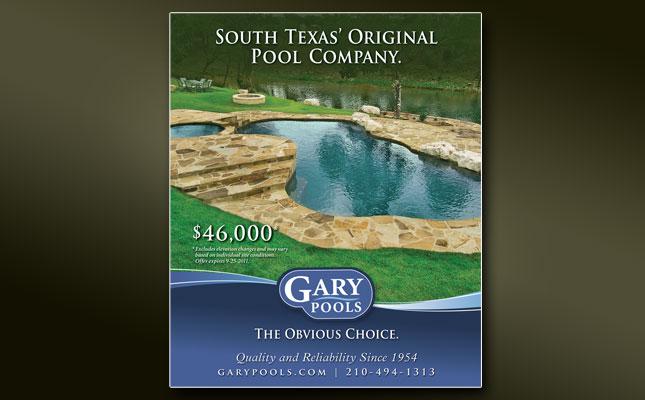 South Texas' Original
Pool Company.
$46,000*
* Excludes elevation changes and may vary
based on individual site conditions.
Offer expires 9-25-2011.
GARY
POOLS
The Obvious Choice.
Quality and Reliability Since 1954
GARYPOOLS.COM | 210-494-1313